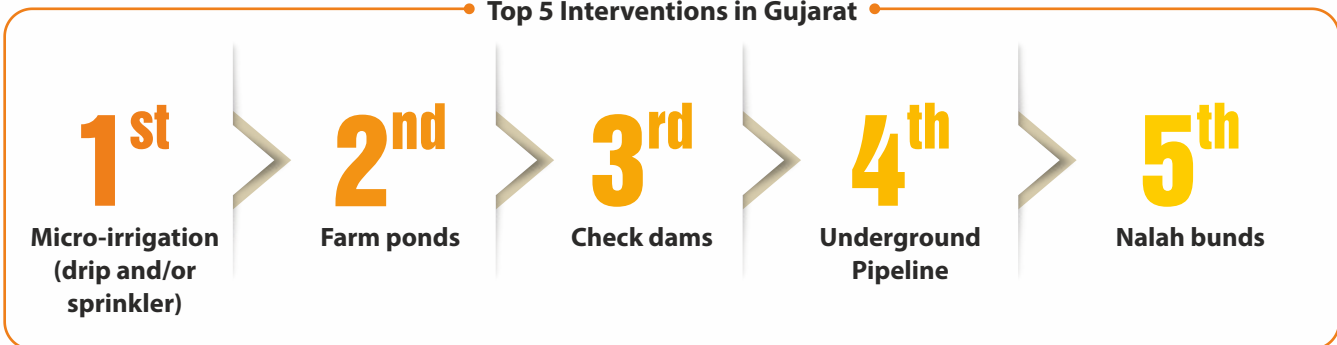 Top 5 Interventions in Gujarat
1st
Micro-irrigation
(drip and/or
sprinkler)
2nd
Farm ponds
3rd
Check dams
4th
Underground
Pipeline
5th
Nalah bunds